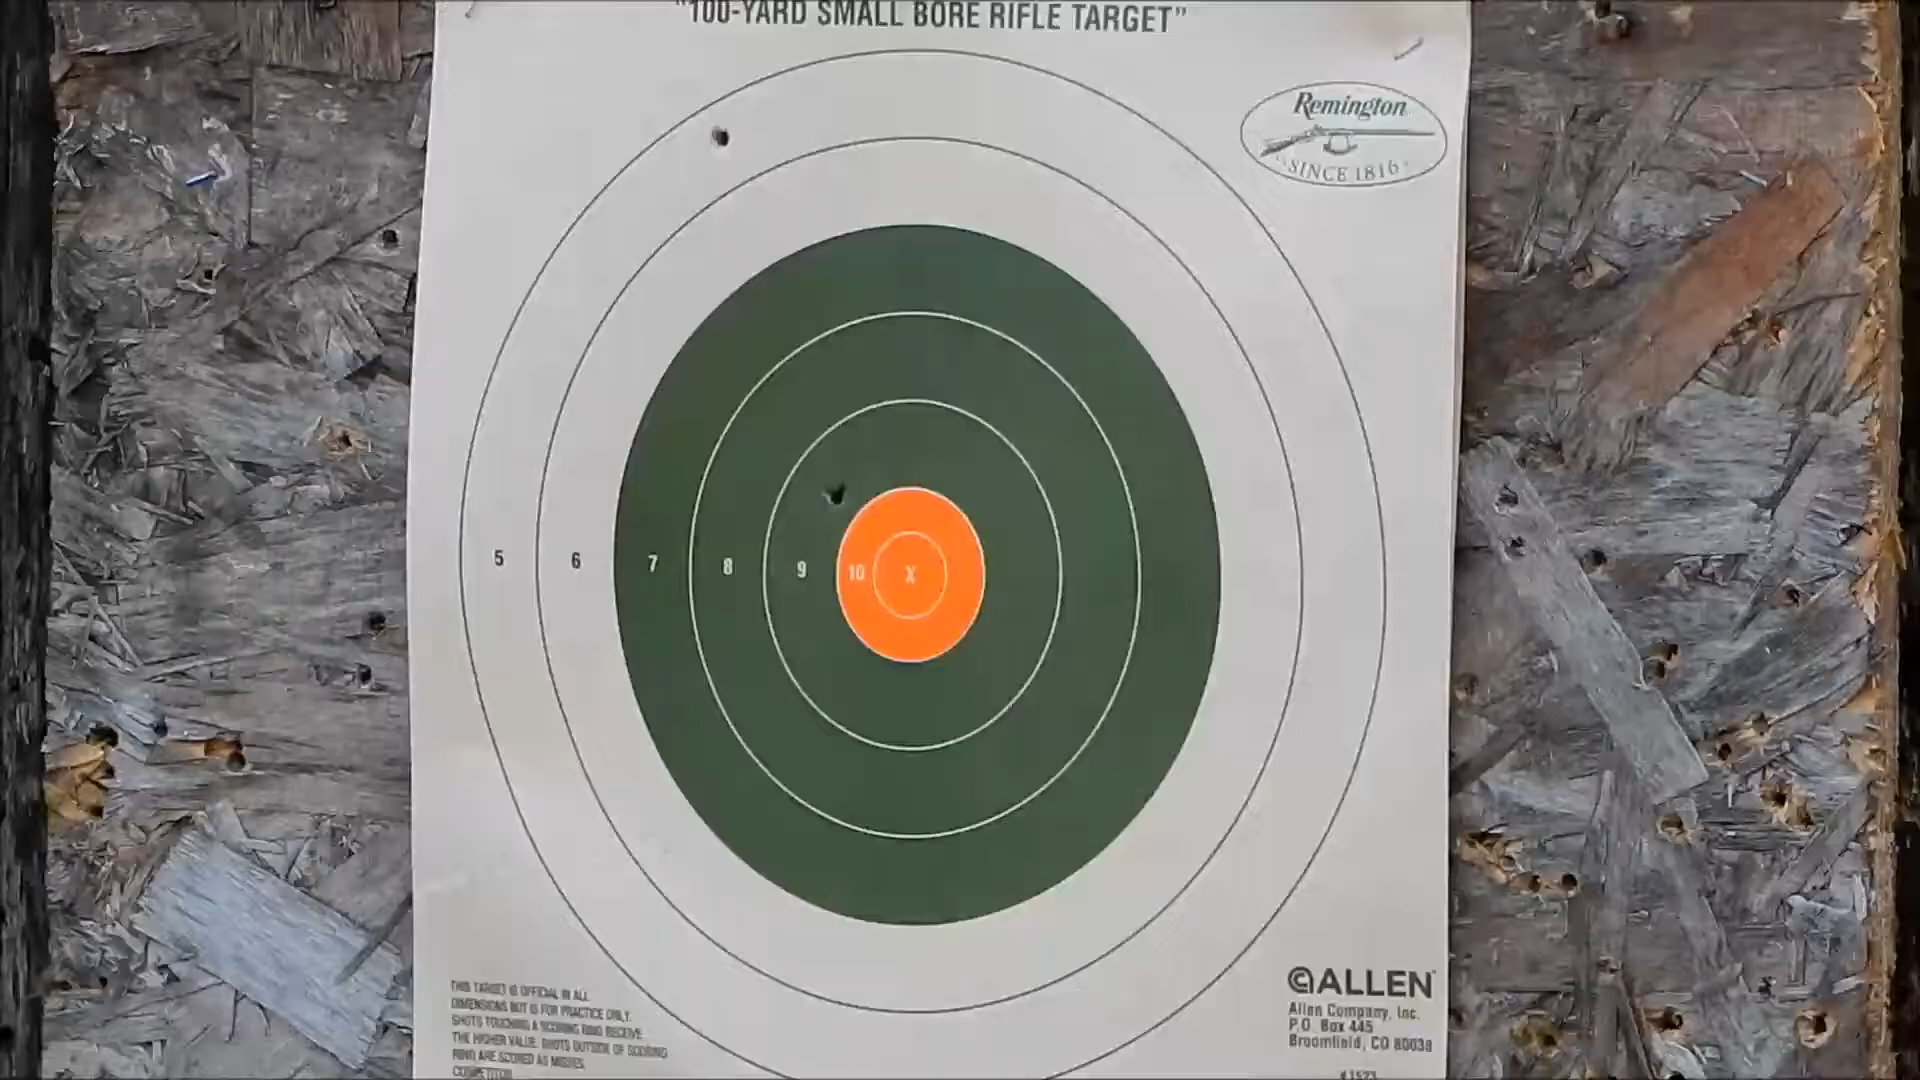 "100-YARD SMALL BORE RIFLE TARGET"
Remington
SINCE 1816
5 6 7 8 9 10 X
THIS TARGET IS OFFICIAL IN ALL
DIMENSIONS BUT IS FOR PRACTICE ONLY.
SHOTS TOUCHING A SCORING RING RECEIVE
THE HIGHER VALUE. SHOTS OUTSIDE OF SCORING
RING ARE SCORED AS MISSES.
ALLEN
Allen Company, Inc.
P.O. Box 445
Broomfield, CO 80038